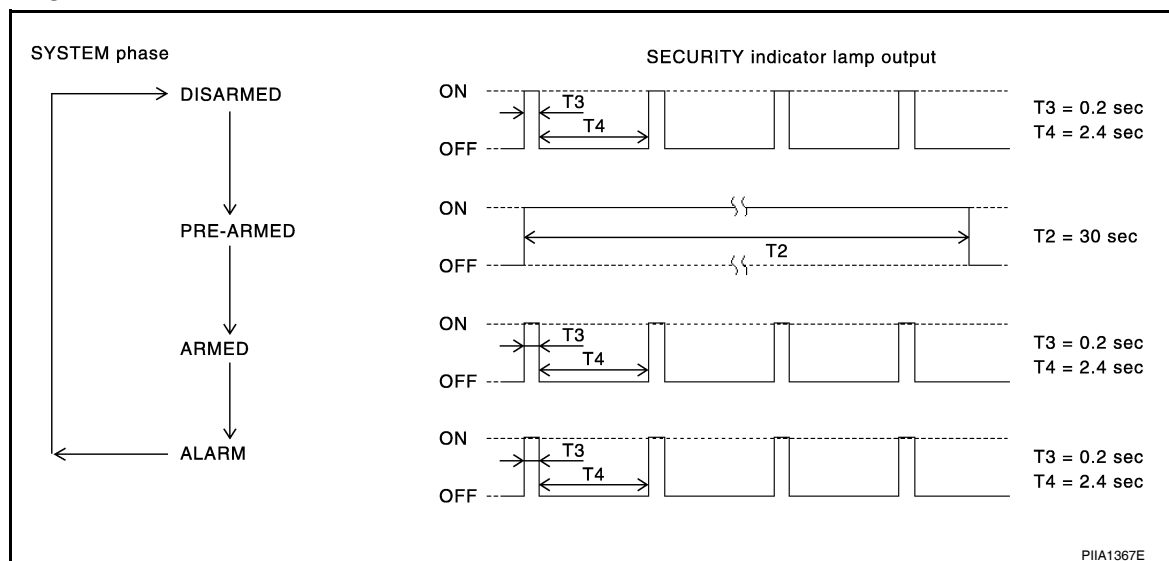 SYSTEM phase
SECURITY indicator lamp output
DISARMED
ON
T3
T4
OFF
T3 = 0.2 sec
T4 = 2.4 sec
PRE-ARMED
ON
T2
OFF
T2 = 30 sec
ARMED
ON
T3
T4
OFF
T3 = 0.2 sec
T4 = 2.4 sec
ALARM
ON
T3
T4
OFF
T3 = 0.2 sec
T4 = 2.4 sec
PIIA1367E